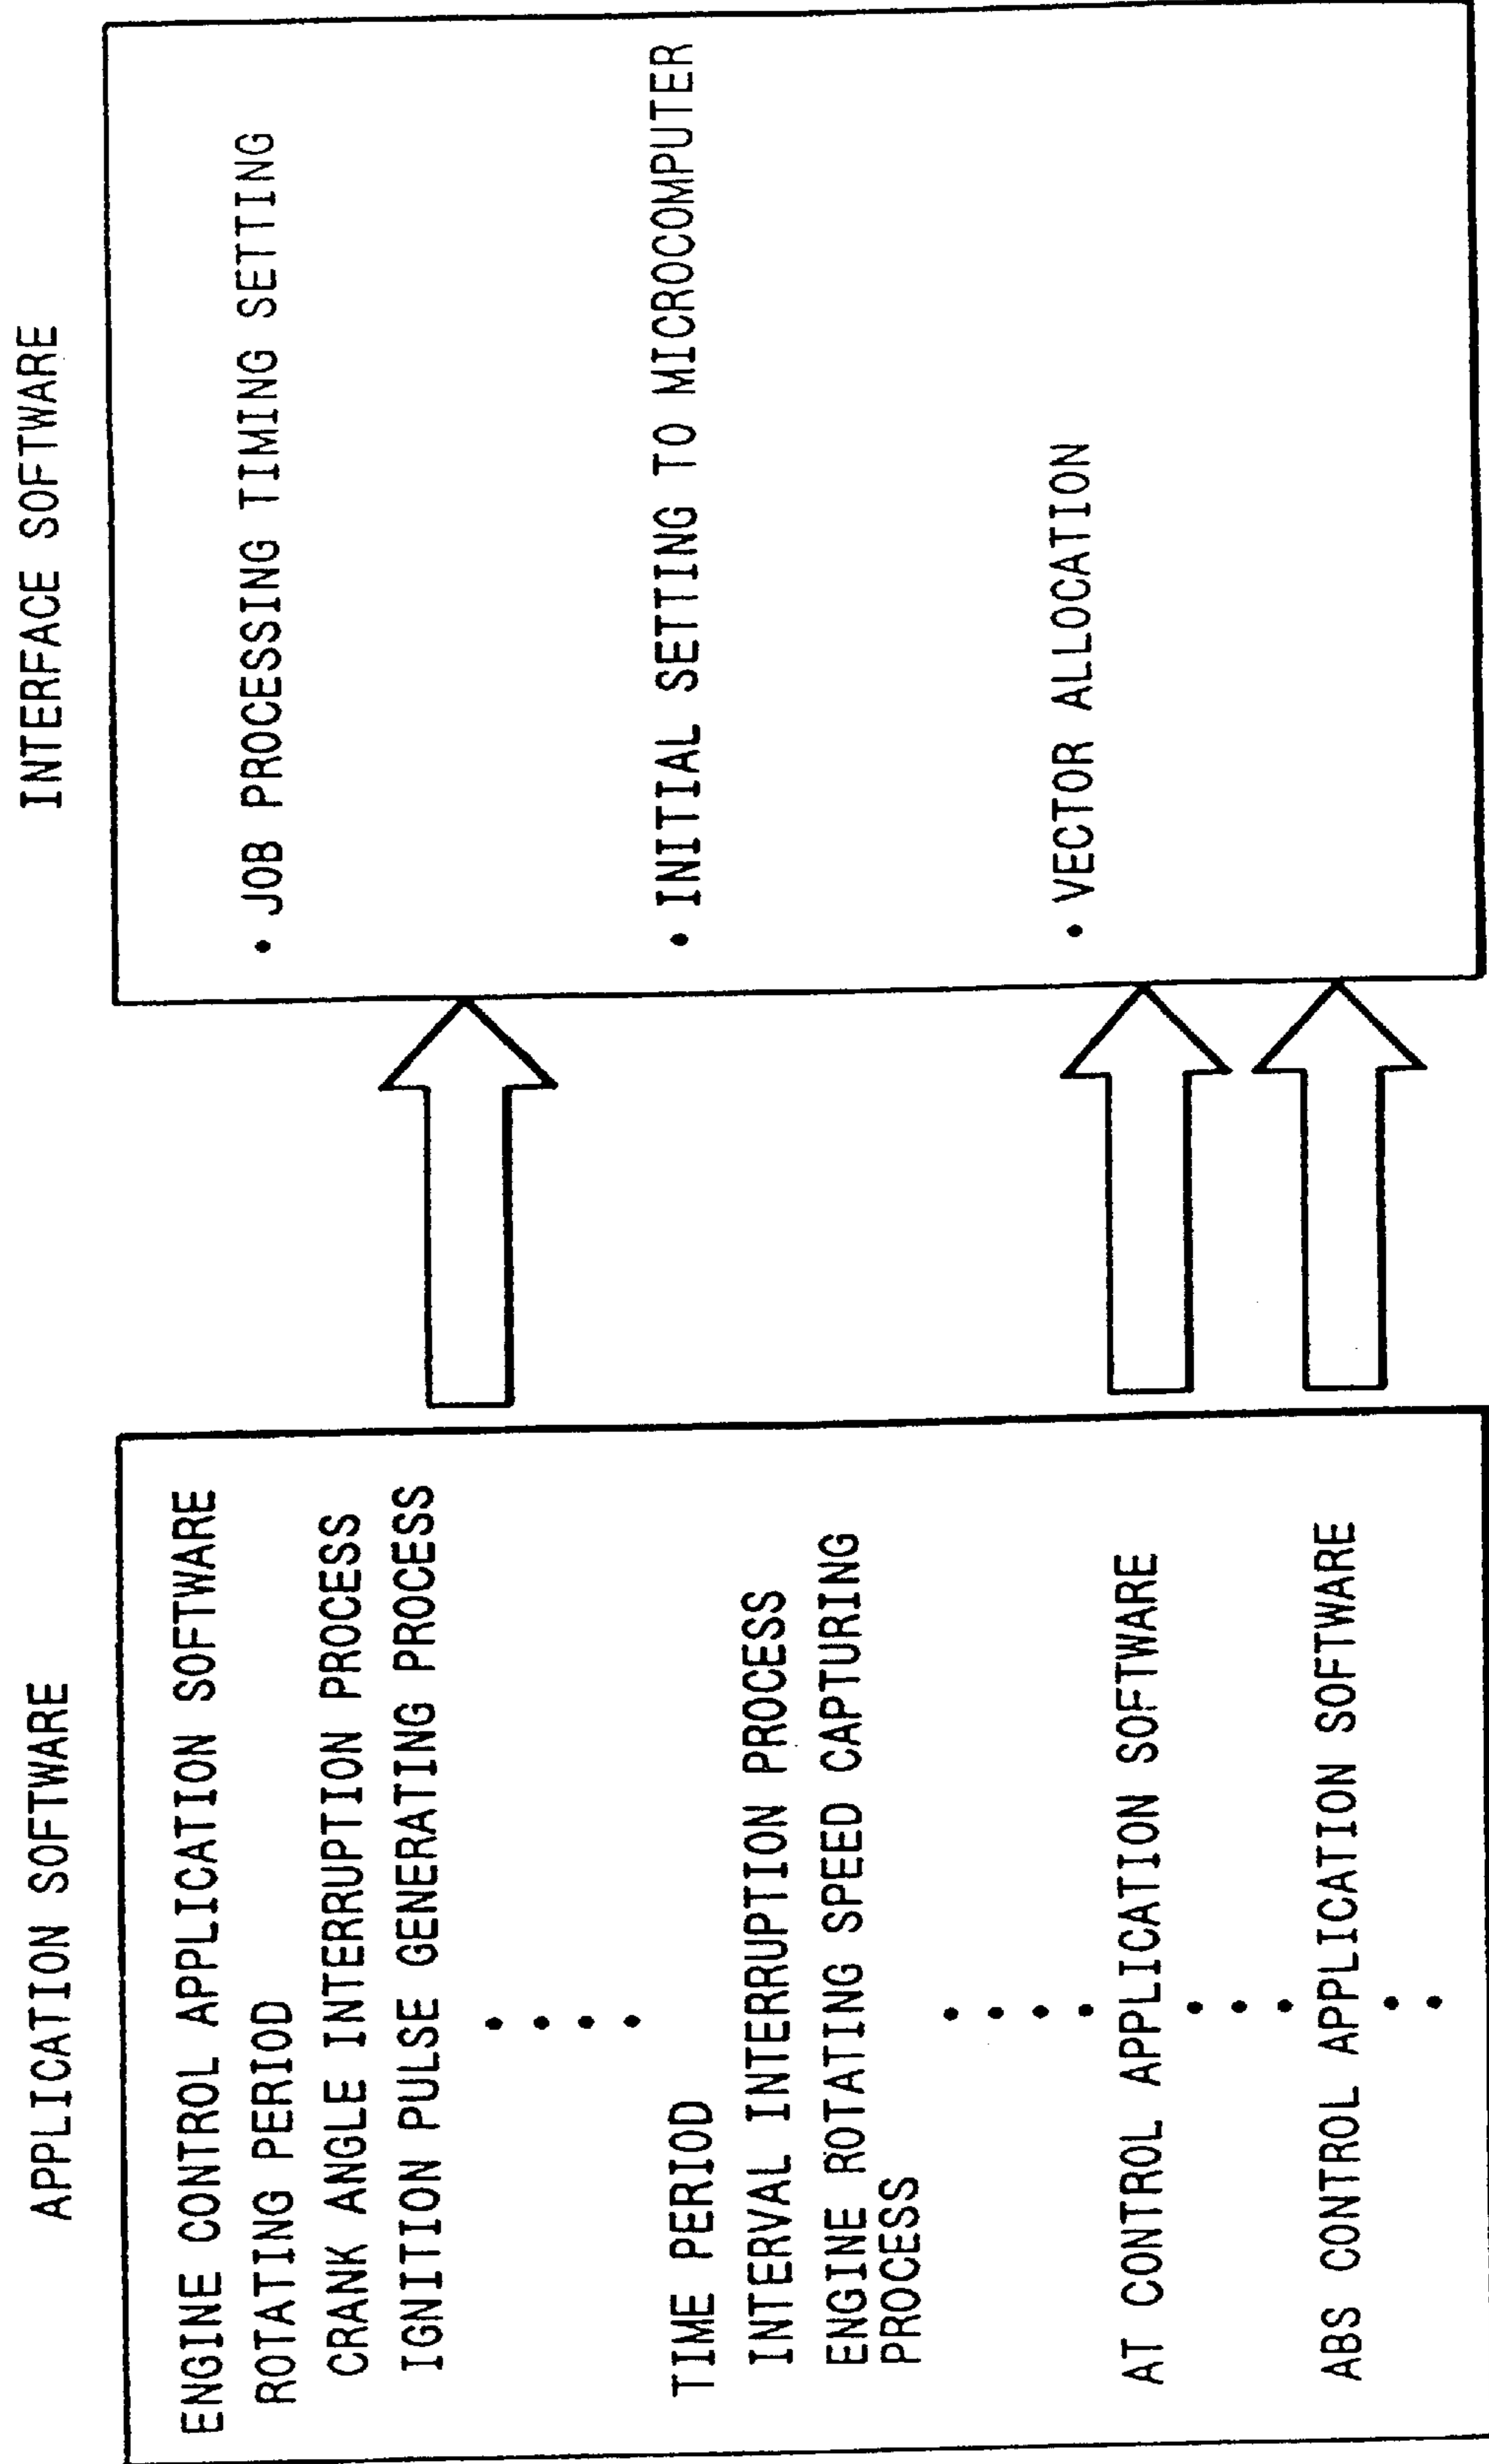 APPLICATION SOFTWARE
ENGINE CONTROL APPLICATION SOFTWARE
ROTATING PERIOD
CRANK ANGLE INTERRUPTION PROCESS
IGNITION PULSE GENERATING PROCESS
TIME PERIOD
INTERVAL INTERRUPTION PROCESS
ENGINE ROTATING SPEED CAPTURING
PROCESS
AT CONTROL APPLICATION SOFTWARE
ABS CONTROL APPLICATION SOFTWARE
INTERFACE SOFTWARE
• JOB PROCESSING TIMING SETTING
• INITIAL SETTING TO MICROCOMPUTER
• VECTOR ALLOCATION